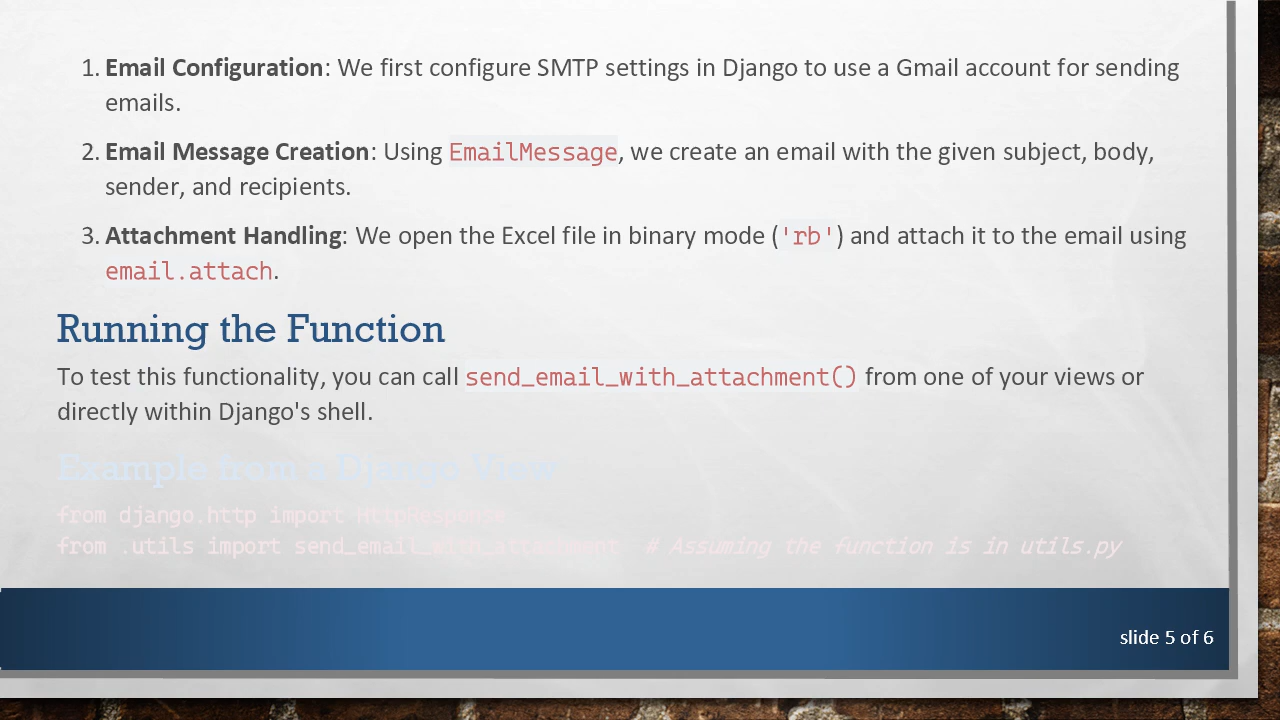 1. Email Configuration: We first configure SMTP settings in Django to use a Gmail account for sending
emails.
2. Email Message Creation: Using EmailMessage, we create an email with the given subject, body,
sender, and recipients.
3. Attachment Handling: We open the Excel file in binary mode ('rb') and attach it to the email using
email.attach.
Running the Function
To test this functionality, you can call send_email_with_attachment() from one of your views or
directly within Django's shell.
Example from a Django View
from django.http import HttpResponse
from .utils import send_email_with_attachment # Assuming the function is in utils.py
slide 5 of 6